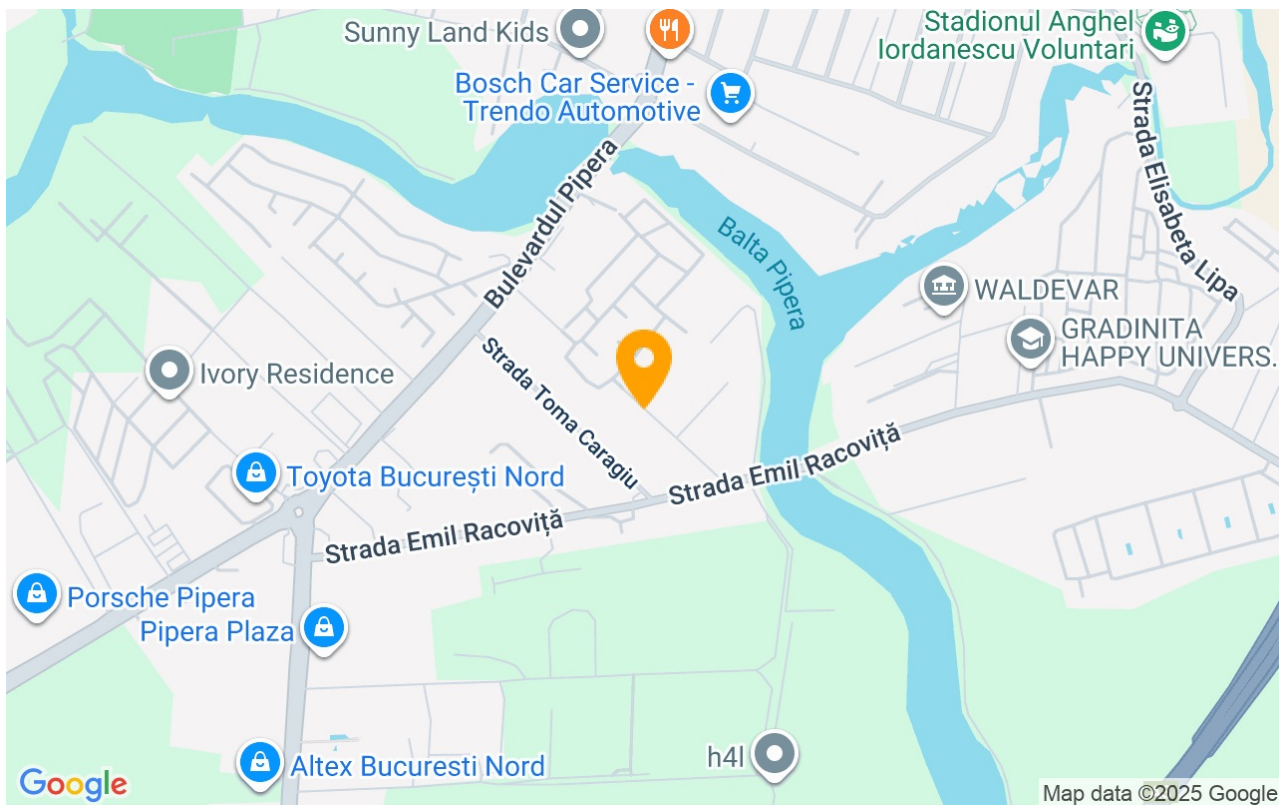 Sunny Land Kids
Stadionul Anghel
Iordanescu Voluntari
Bosch Car Service -
Trendo Automotive
Strada Elisabeta Lipa
Bulevardul Pipera
Balta Pipera
WALDEVAR
GRADINITA
HAPPY UNIVERS.
Ivory Residence
Strada Toma Caragiu
Toyota București Nord
Strada Emil Racoviță
Strada Emil Racoviță
Porsche Pipera
Pipera Plaza
Altex Bucuresti Nord
h4l
Google
Map data ©2025 Google